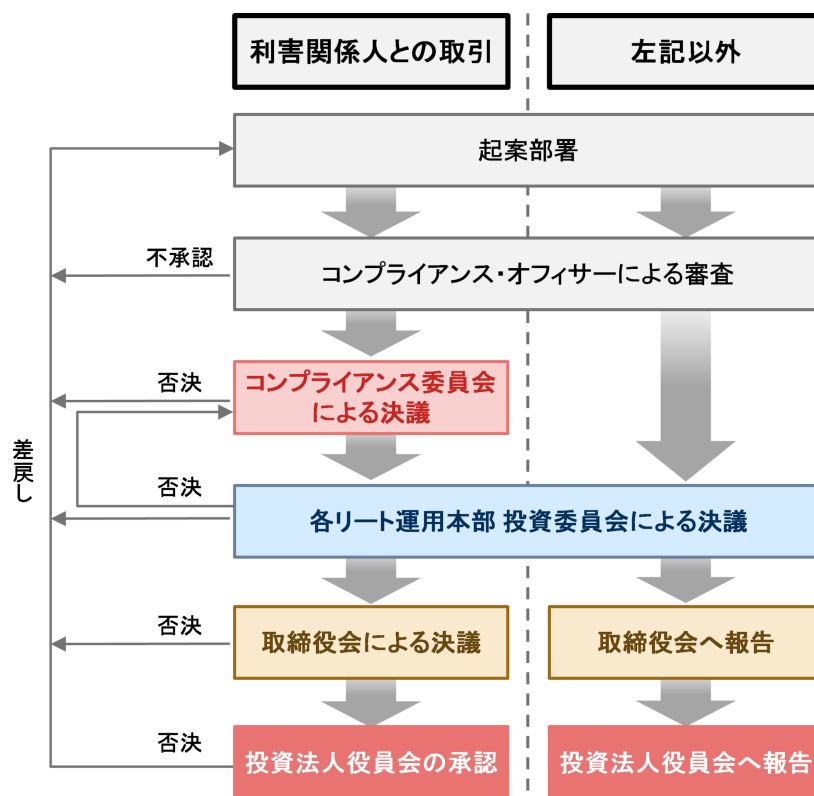 利害関係人との取引
左記以外
起案部署
不承認
コンプライアンス・オフィサーによる審査
否決
コンプライアンス委員会
による決議
差戻し
否決
各リート運用本部 投資委員会による決議
否決
取締役会による決議
取締役会へ報告
否決
投資法人役員会の承認
投資法人役員会へ報告